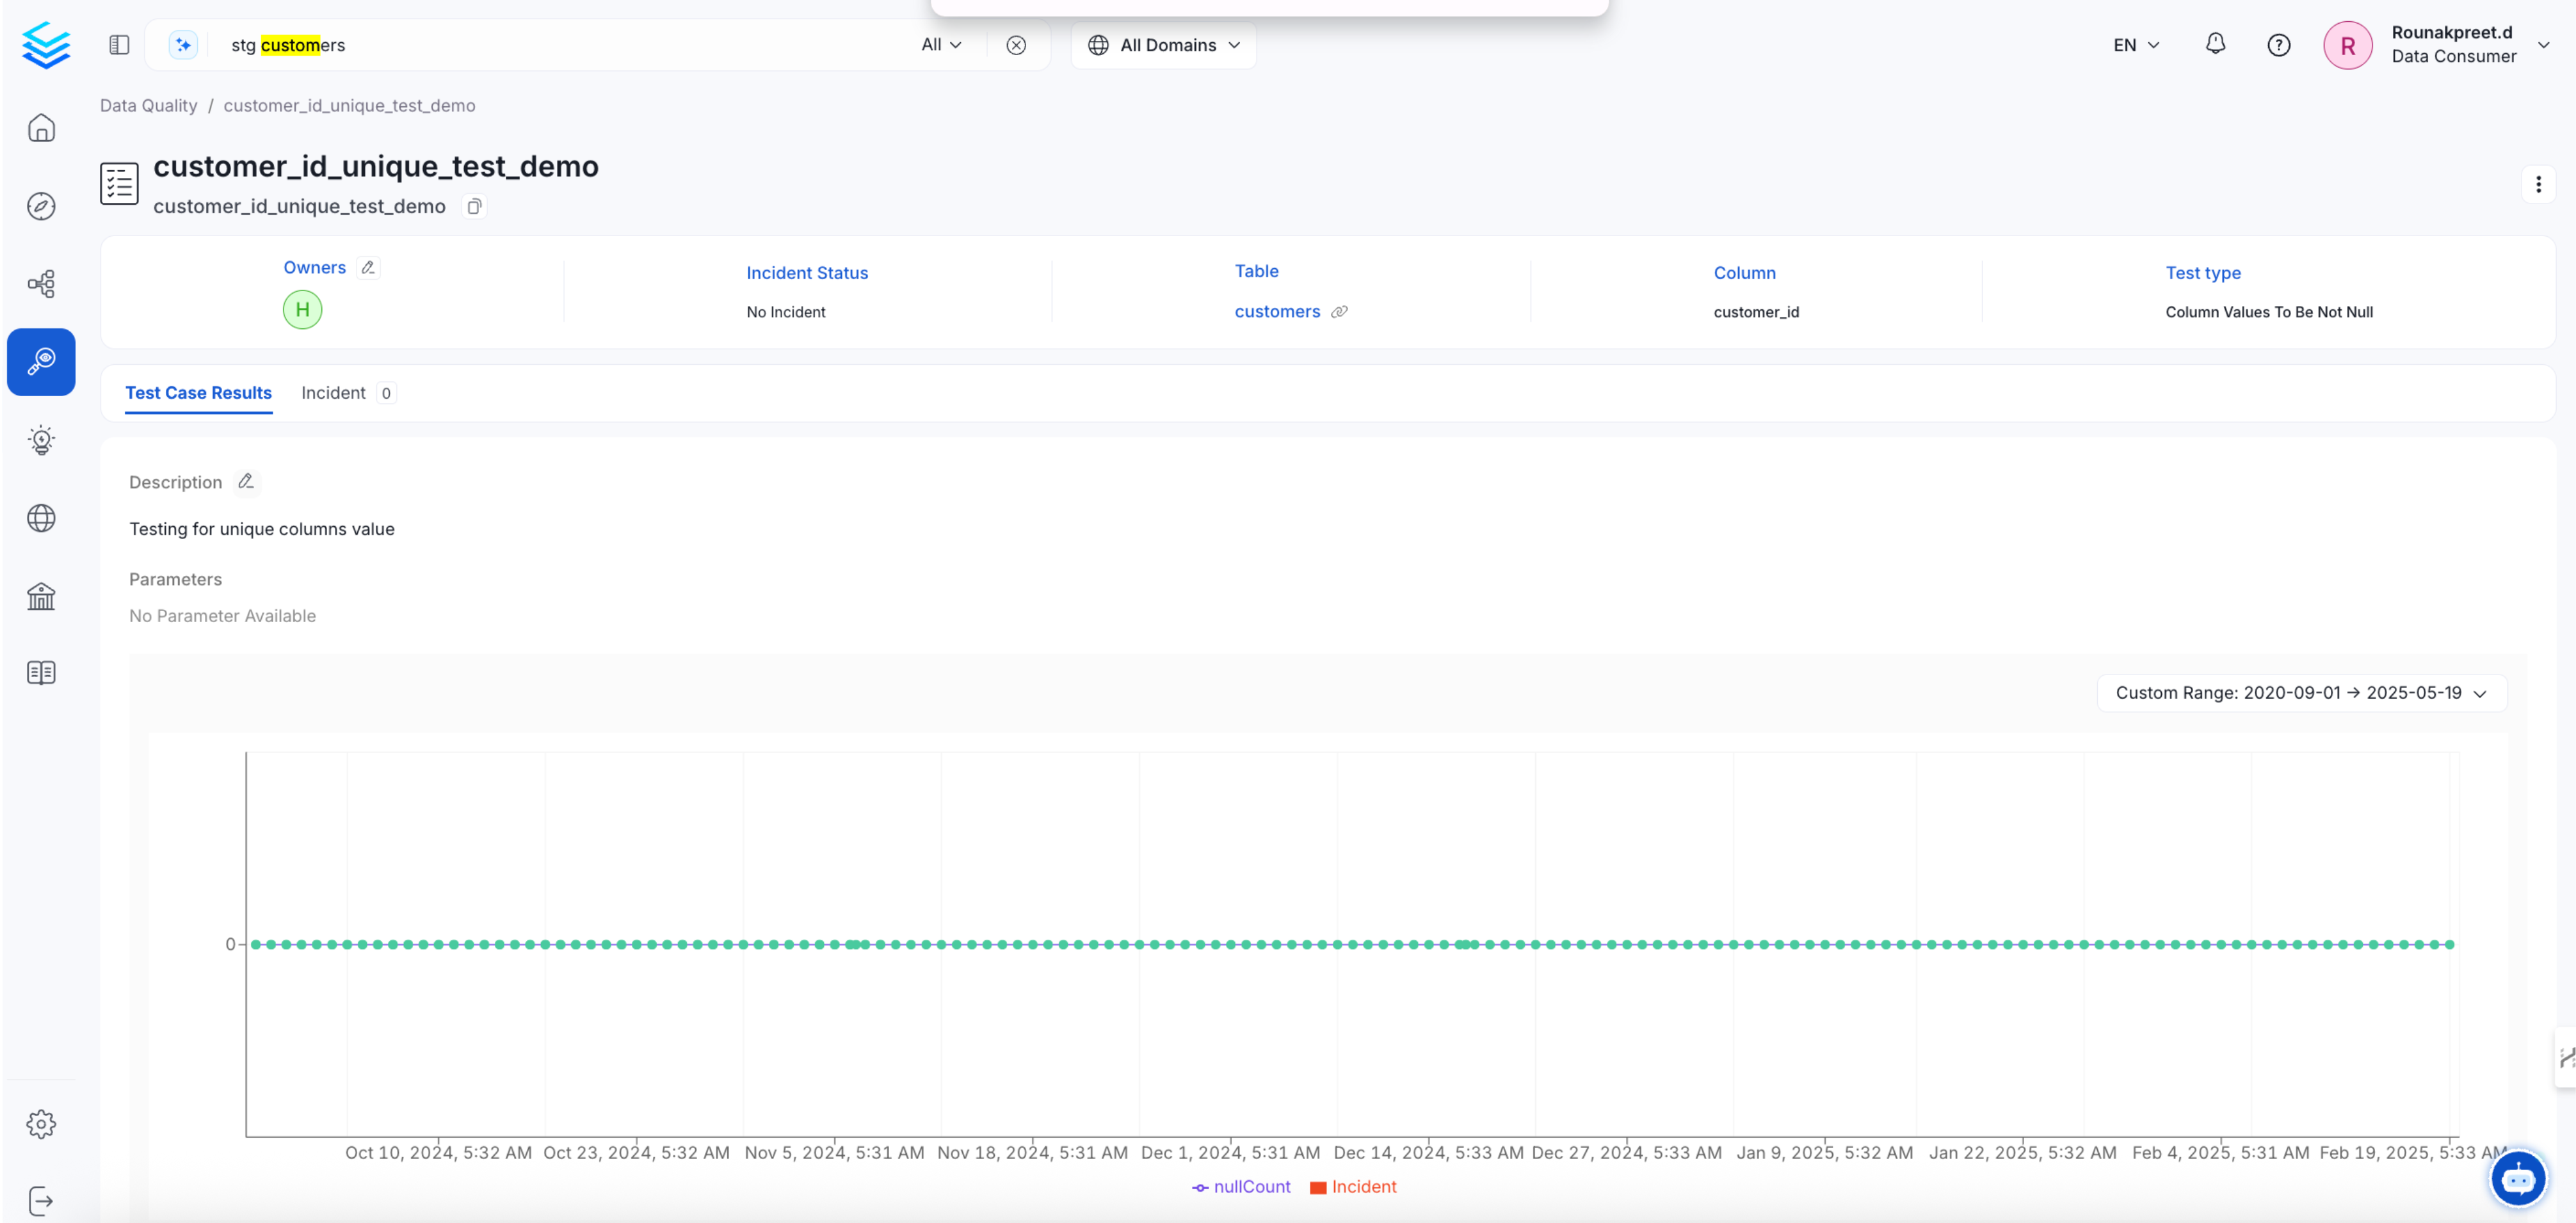 stg customers
All
All Domains
EN
R
Rounakpreet.d
Data Consumer
Data Quality / customer_id_unique_test_demo
customer_id_unique_test_demo
customer_id_unique_test_demo
Owners
Incident Status
Table
Column
Test type
H
No Incident
customers
customer_id
Column Values To Be Not Null
Test Case Results
Incident 0
Description
Testing for unique columns value
Parameters
No Parameter Available
Custom Range: 2020-09-01 → 2025-05-19
0
Oct 10, 2024, 5:32 AM
Oct 23, 2024, 5:32 AM
Nov 5, 2024, 5:31 AM
Nov 18, 2024, 5:31 AM
Dec 1, 2024, 5:31 AM
Dec 14, 2024, 5:33 AM
Dec 27, 2024, 5:33 AM
Jan 9, 2025, 5:32 AM
Jan 22, 2025, 5:32 AM
Feb 4, 2025, 5:31 AM
Feb 19, 2025, 5:33 AM
nullCount
Incident